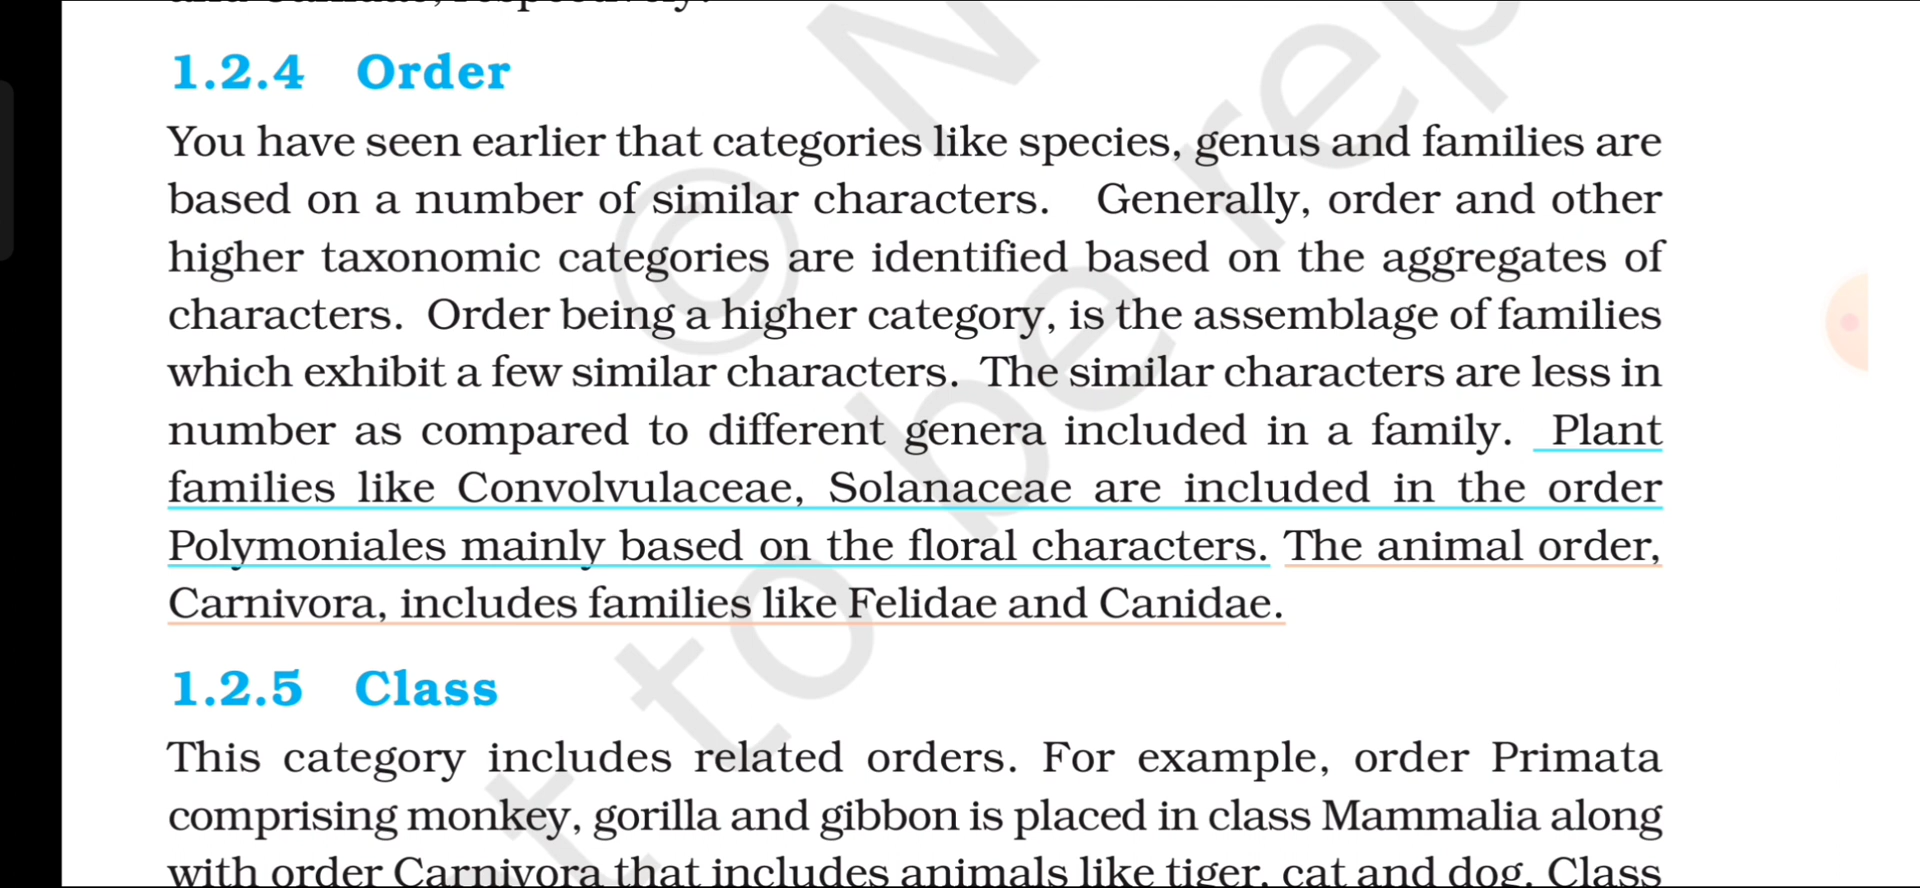 1.2.4 Order
You have seen earlier that categories like species, genus and families are
based on a number of similar characters. Generally, order and other
higher taxonomic categories are identified based on the aggregates of
characters. Order being a higher category, is the assemblage of families
which exhibit a few similar characters. The similar characters are less in
number as compared to different genera included in a family. Plant
families like Convolvulaceae, Solanaceae are included in the order
Polymoniales mainly based on the floral characters. The animal order,
Carnivora, includes families like Felidae and Canidae.
1.2.5 Class
This category includes related orders. For example, order Primata
comprising monkey, gorilla and gibbon is placed in class Mammalia along
with order Carnivora that includes animals like tiger, cat and dog. Class
© N
t to be rep